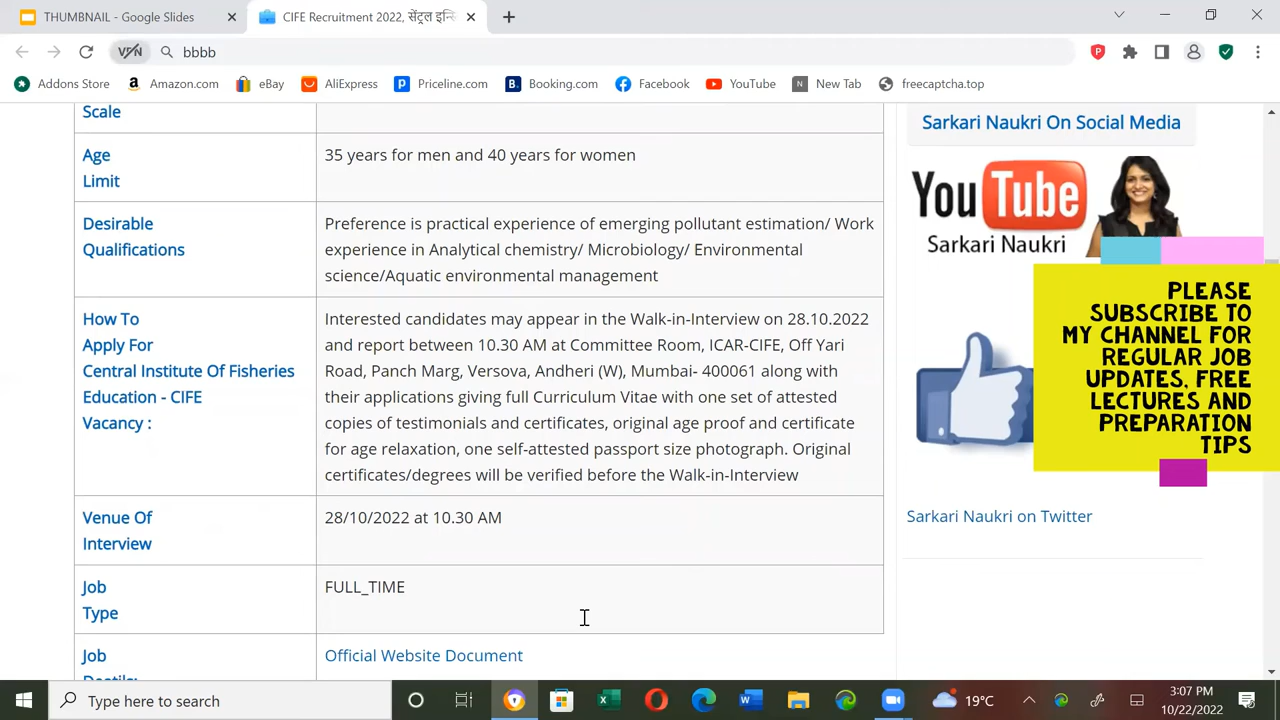 THUMBNAIL - Google Slides
CIFE Recruitment 2022, सेंट्रल
VPN
bbbb
Addons Store
Amazon.com
eBay
AliExpress
Priceline.com
Booking.com
Facebook
YouTube
New Tab
freecaptcha.top
Scale
Age
Limit
35 years for men and 40 years for women
Desirable
Qualifications
Preference is practical experience of emerging pollutant estimation/ Work
experience in Analytical chemistry/ Microbiology/ Environmental
science/Aquatic environmental management
How To
Apply For
Central Institute Of Fisheries
Education - CIFE
Vacancy :
Interested candidates may appear in the Walk-in-Interview on 28.10.2022
and report between 10.30 AM at Committee Room, ICAR-CIFE, Off Yari
Road, Panch Marg, Versova, Andheri (W), Mumbai- 400061 along with
their applications giving full Curriculum Vitae with one set of attested
copies of testimonials and certificates, original age proof and certificate
for age relaxation, one self-attested passport size photograph. Original
certificates/degrees will be verified before the Walk-in-Interview
Venue Of
Interview
28/10/2022 at 10.30 AM
Job
Type
FULL_TIME
Job
Official Website Document
Sarkari Naukri On Social Media
You Tube
Sarkari Naukri
PLEASE
SUBSCRIBE TO
MY CHANNEL FOR
REGULAR JOB
UPDATES, FREE
LECTURES AND
PREPARATION
TIPS
Sarkari Naukri on Twitter
Type here to search
19°C
3:07 PM
10/22/2022